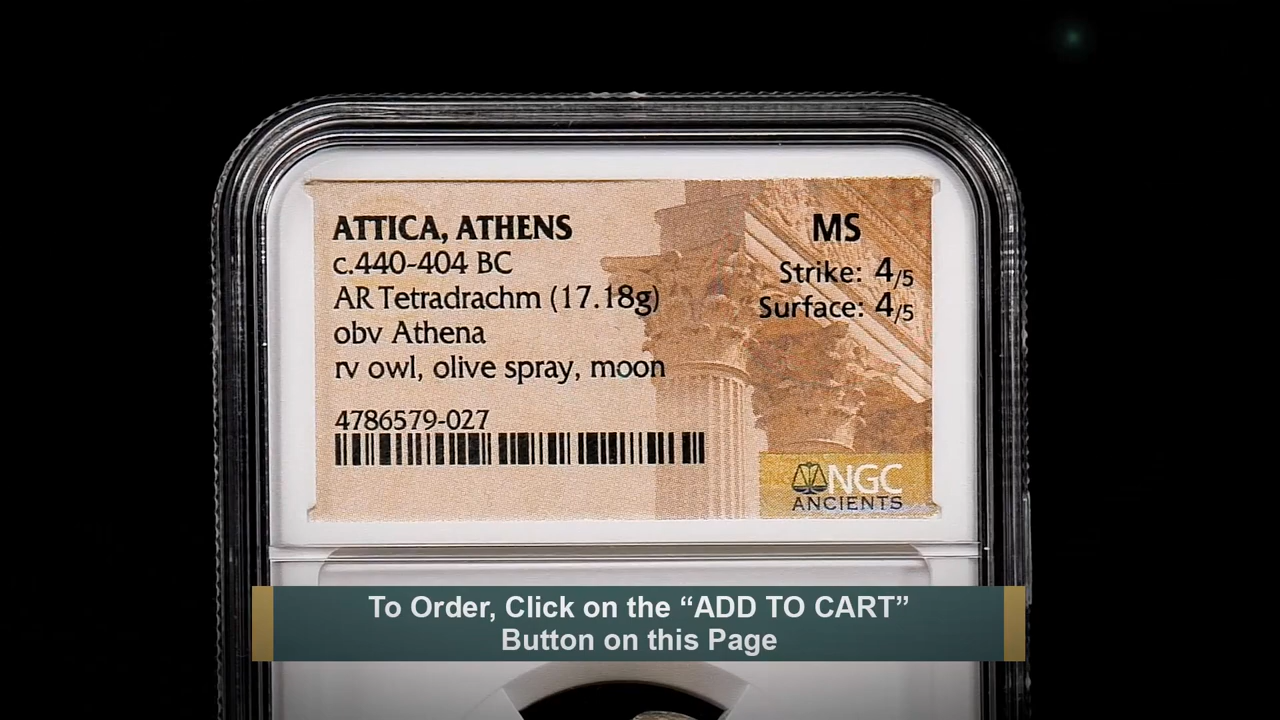 ATTICA, ATHENS
c.440-404 BC
AR Tetradrachm (17.18g)
obv Athena
rv owl, olive spray, moon
4786579-027
MS
Strike: 4/5
Surface: 4/5
NGC
ANCIENTS
To Order, Click on the “ADD TO CART”
Button on this Page